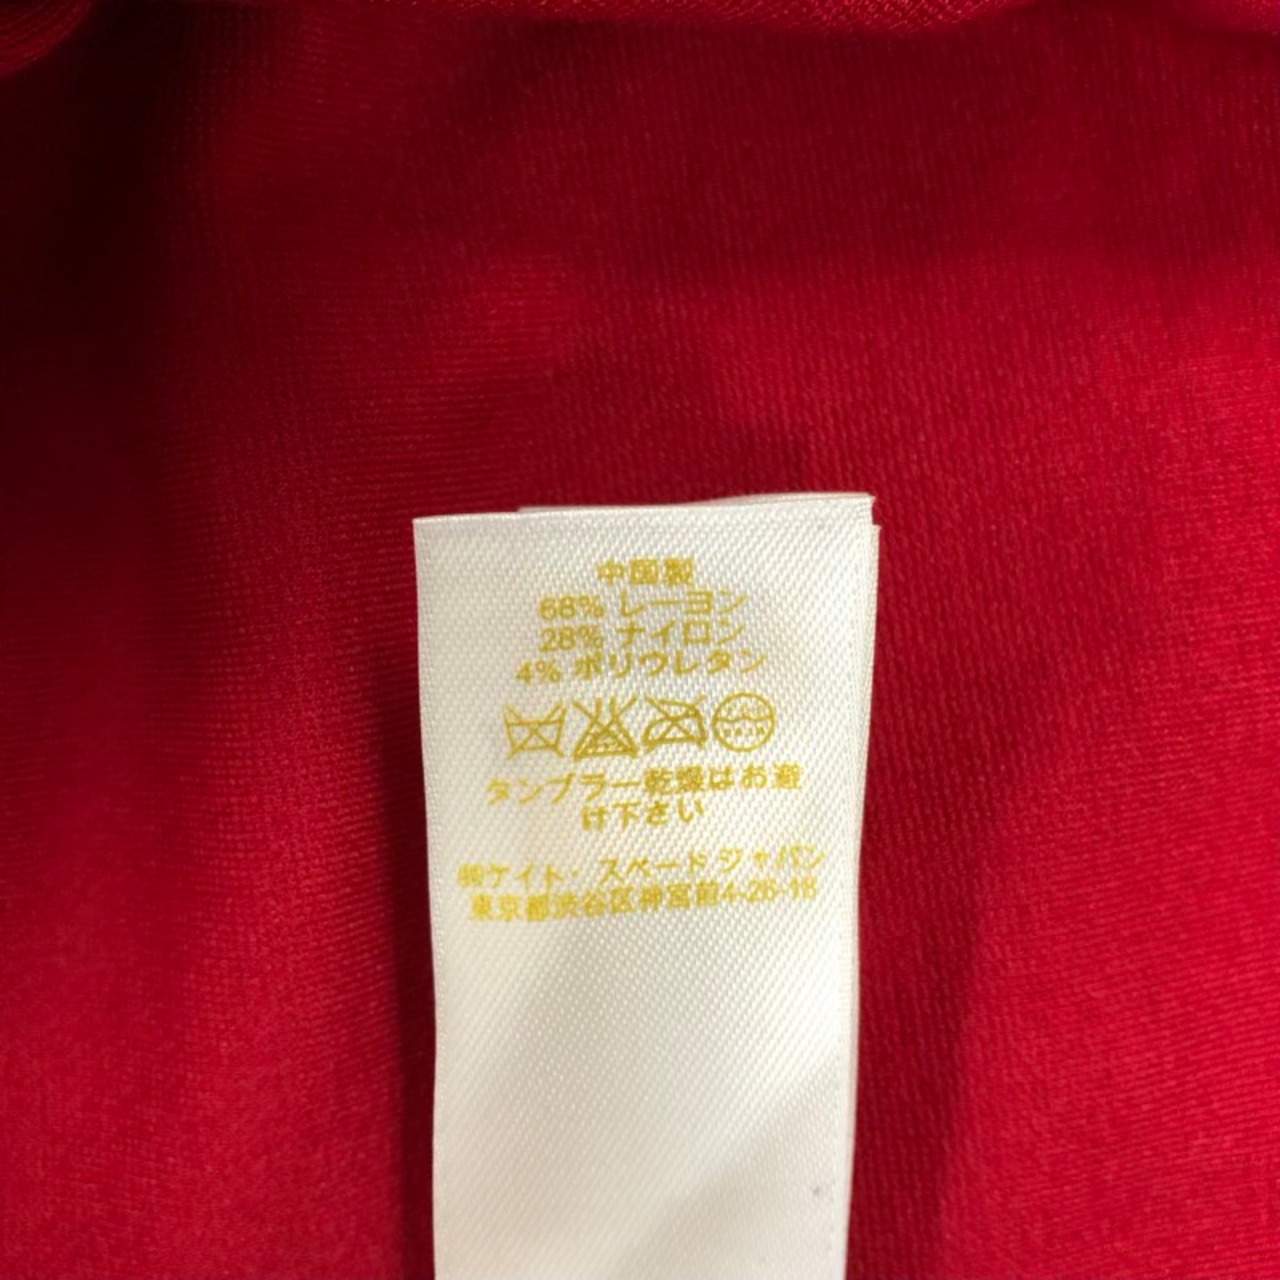 中国製
68% レーヨン
28% ナイロン
4% ポリウレタン
タンブラー乾燥はお避
け下さい
㈱ケイト・スペード ジャパン
東京都渋谷区神宮前4-26-18